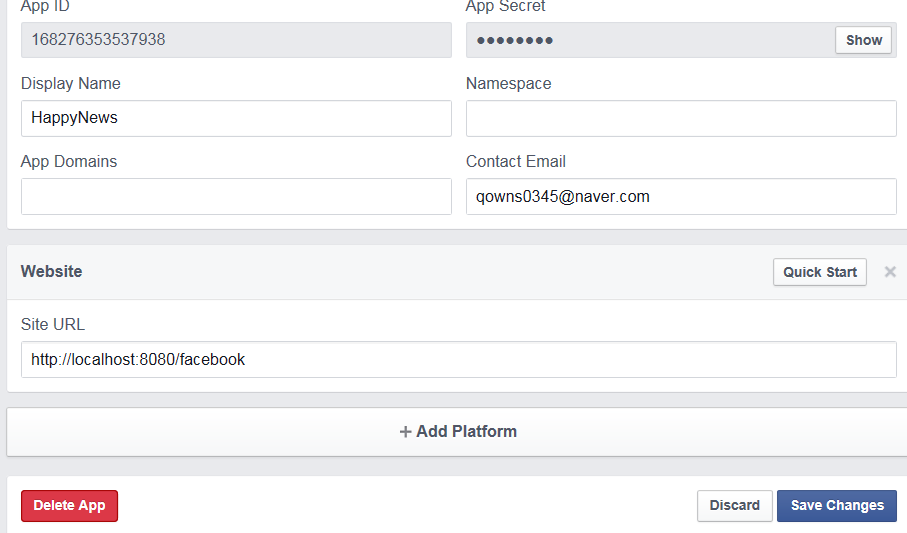 App ID App Secret
168276353537938 ●●●●●●●● Show
Display Name Namespace
HappyNews
App Domains Contact Email
qowns0345@naver.com
Website Quick Start ×
Site URL
http://localhost:8080/facebook
+ Add Platform
Delete App Discard Save Changes